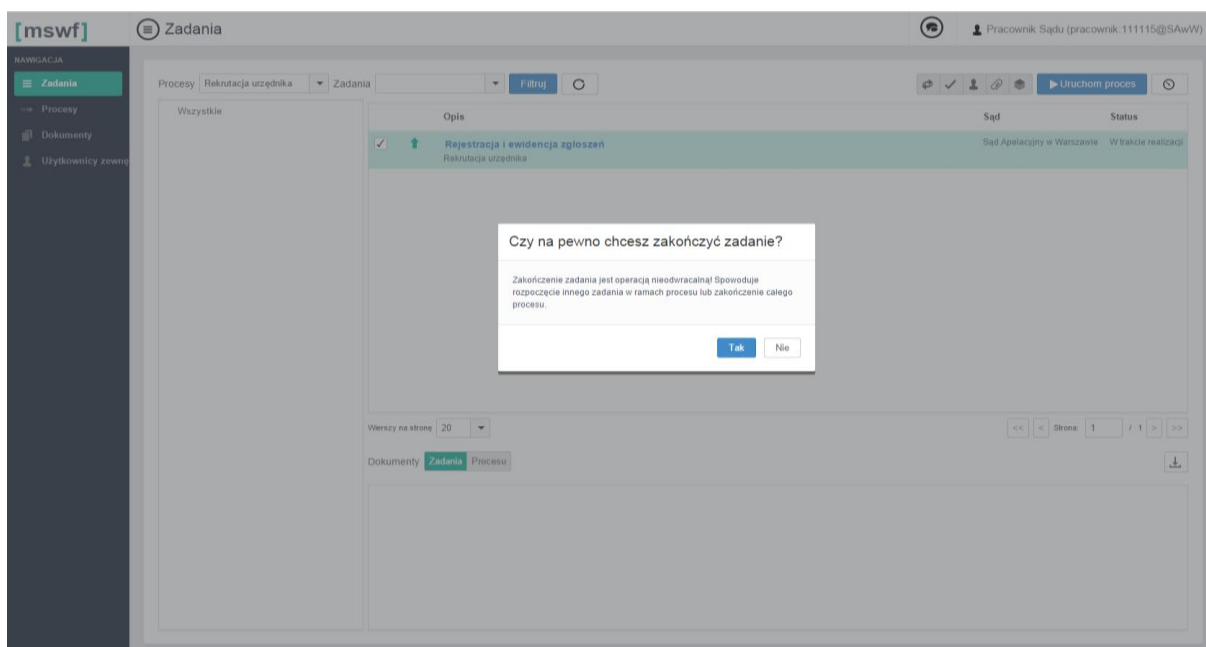 [mswf]
Zadania
Pracownik Sądu (pracownik.111115@SAwW)
NAWIGACJA
Zadania
Procesy
Dokumenty
Użytkownicy zewnę
Procesy Rekrutacja urzędnika Zadania Filtruj Uruchom proces
Wszystkie
Opis Sąd Status
Rejestracja i ewidencja zgłoszeń Sąd Apelacyjny w Warszawie W trakcie realizacji
Rekrutacja urzędnika
Czy na pewno chcesz zakończyć zadanie?
Zakończenie zadania jest operacją nieodwracalną! Spowoduje
rozpoczęcie innego zadania w ramach procesu lub zakończenie całego
procesu.
Tak Nie
Wierszy na stronę 20 << < Strona: 1 / 1 > >>
Dokumenty Zadania Procesu